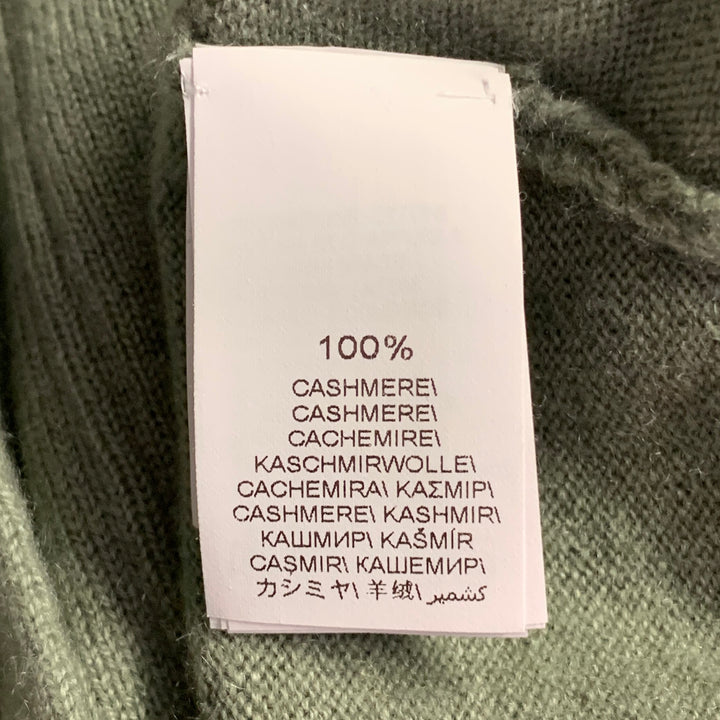 100%
CASHMERE\
CASHMERE\
CACHEMIRE\
KASCHMIRWOLLE\
CACHEMIRA\ ΚΑΣΜΙΡ\
CASHMERE\ KASHMIR\
КАШМИР\ KAŠMÍR
CAŞMIR\ КАШЕМИР\
カシミヤ\ 羊绒\ كشمير